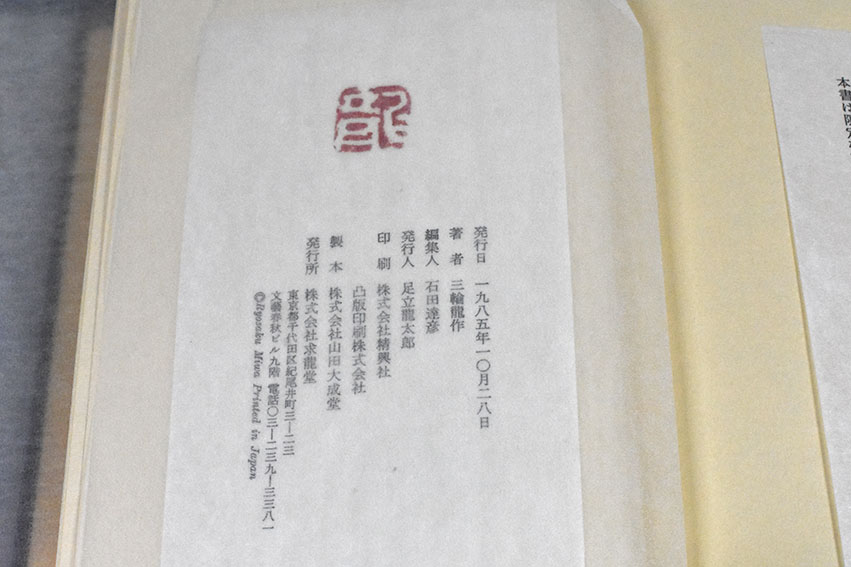 本書は限定
発行日 一九八五年一〇月二八日
著者 三輪龍作
編集人 石田達彦
発行人 足立龍太郎
印刷 株式会社精興社
凸版印刷株式会社
製本 株式会社山田大成堂
発行所 株式会社求龍堂
東京都千代田区紀尾井町三—二三
文藝春秋ビル九階 電話〇三—二三九—三三八一
©Ryosaku Miwa Printed in Japan